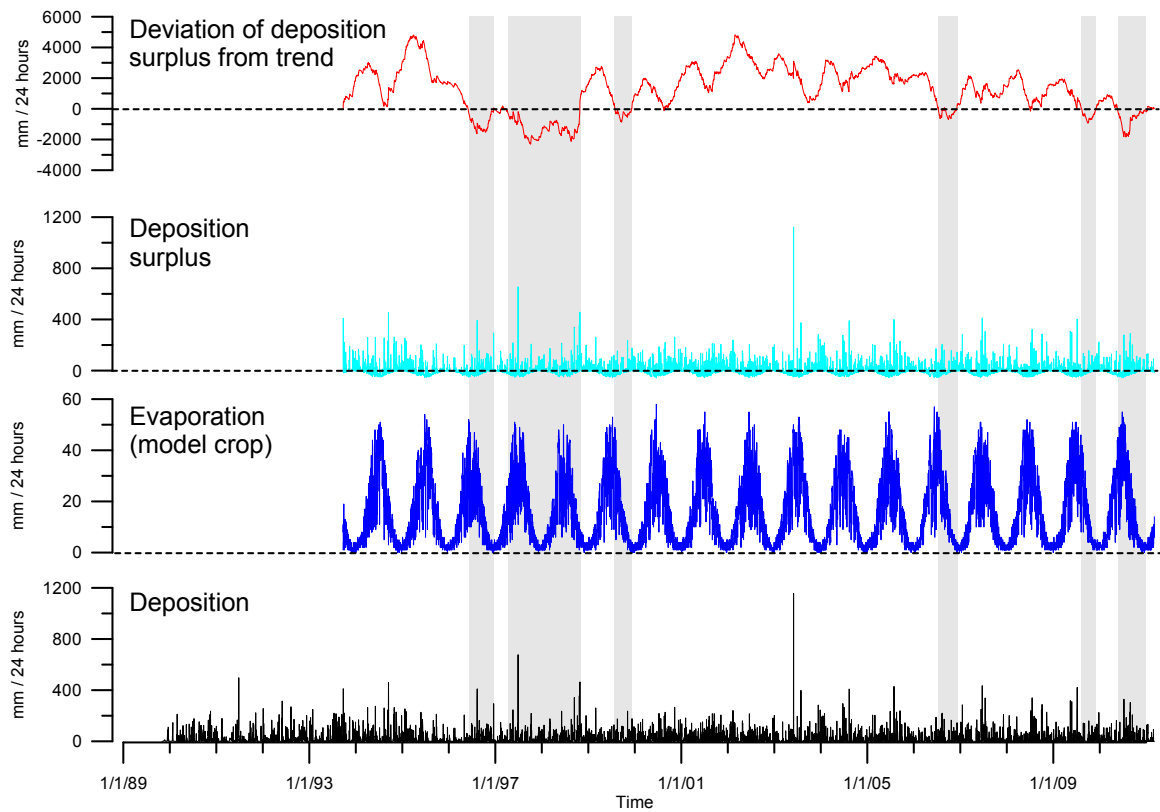 6000
4000
2000
0
-2000
-4000
mm / 24 hours
Deviation of deposition
surplus from trend
1200
800
400
0
mm / 24 hours
Deposition
surplus
60
40
20
0
mm / 24 hours
Evaporation
(model crop)
1200
800
400
0
mm / 24 hours
Deposition
1/1/89
1/1/93
1/1/97
1/1/01
1/1/05
1/1/09
Time